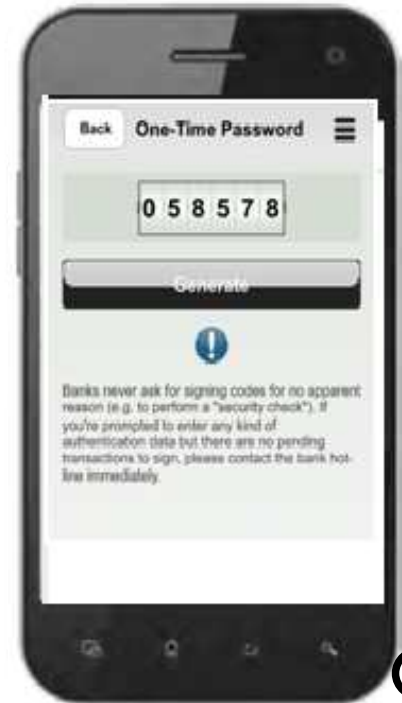 Back One-Time Password
058578
Generate
Banks never ask for signing codes for no apparent
reason (e.g. to perform a "security check"). If
you're prompted to enter any kind of
authentication data but there are no pending
transactions to sign, please contact the bank hot-
line immediately.